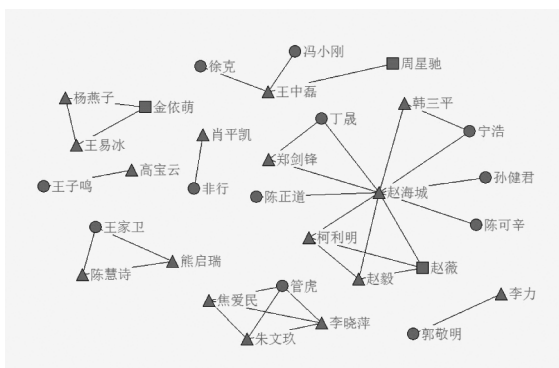 冯小刚
徐克
周星驰
王中磊
杨燕子
金依萌
韩三平
丁晟
宁浩
肖平凯
王易冰
郑剑锋
高宝云
孙健君
王子鸣
非行
陈正道
赵海城
陈可辛
王家卫
柯利明
熊启瑞
赵薇
陈慧诗
赵毅
管虎
李力
焦爱民
李晓萍
郭敬明
朱文玖